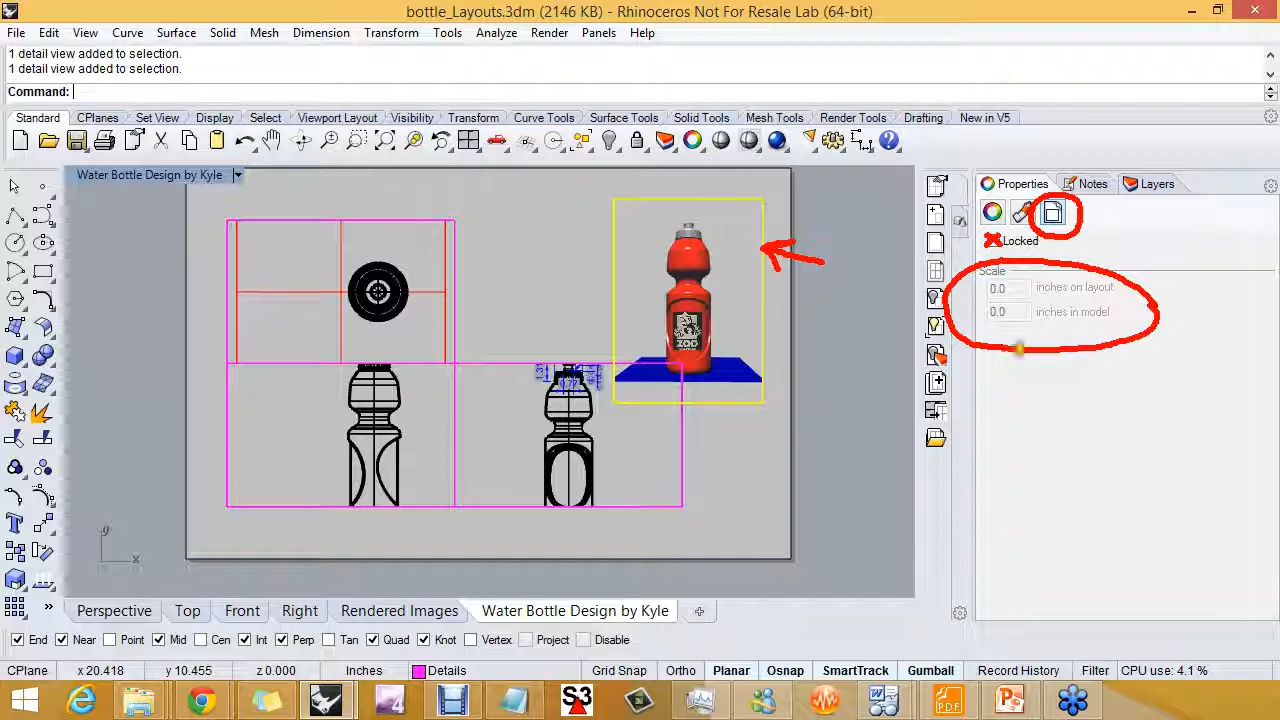 bottle_Layouts.3dm (2146 KB) - Rhinoceros Not For Resale Lab (64-bit)
File Edit View Curve Surface Solid Mesh Dimension Transform Tools Analyze Render Panels Help
1 detail view added to selection.
1 detail view added to selection.
Command:
Standard CPlanes Set View Display Select Viewport Layout Visibility Transform Curve Tools Surface Tools Solid Tools Mesh Tools Render Tools Drafting New in V5
Water Bottle Design by Kyle
Properties Notes Layers
Locked
Scale
0.0 inches on layout
0.0 inches in model
ZOO
0.77
y
x
Perspective Top Front Right Rendered Images Water Bottle Design by Kyle
End Near Point Mid Cen Int Perp Tan Quad Knot Vertex Project Disable
CPlane x 20.418 y 10.455 z 0.000 Inches Details Grid Snap Ortho Planar Osnap SmartTrack Gumball Record History Filter CPU use: 4.1 %
4 S3 PDF